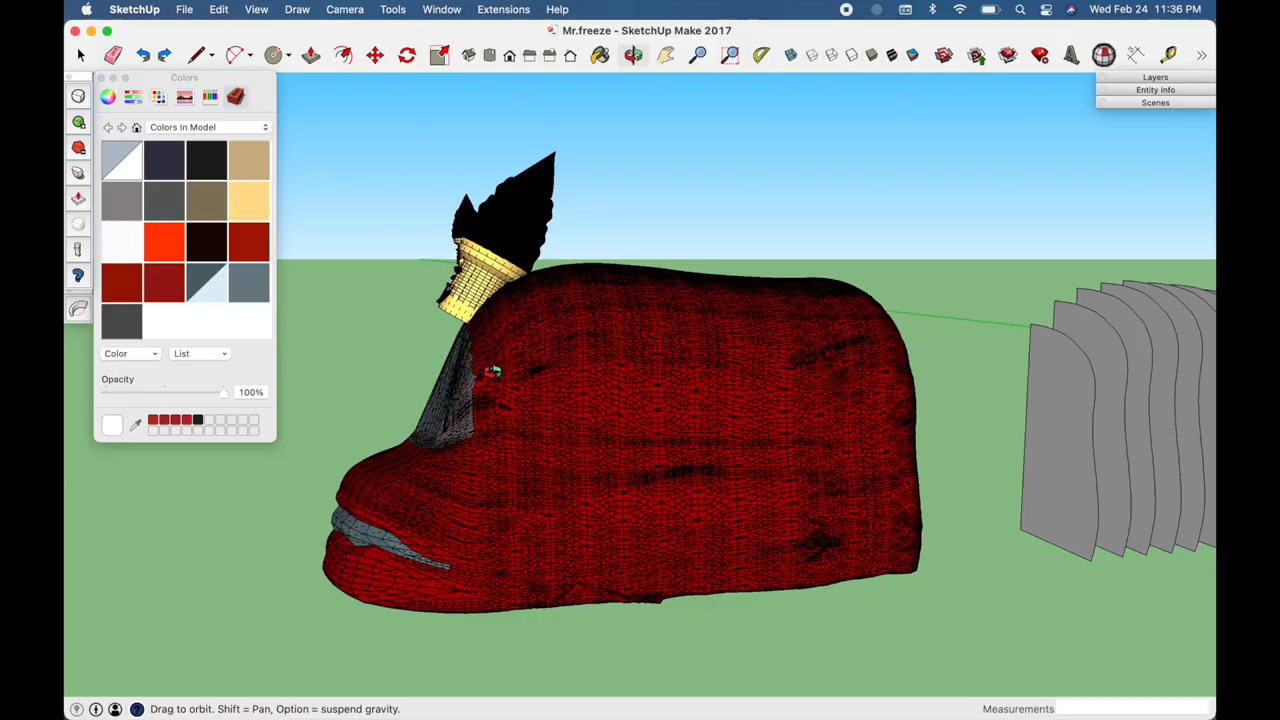 SketchUp File Edit View Draw Camera Tools Window Extensions Help Wed Feb 24 11:36 PM
Mr.freeze - SketchUp Make 2017
Colors
Layers
Entity Info
Scenes
Colors In Model
Color List
Opacity
100%
Drag to orbit. Shift = Pan, Option = suspend gravity. Measurements